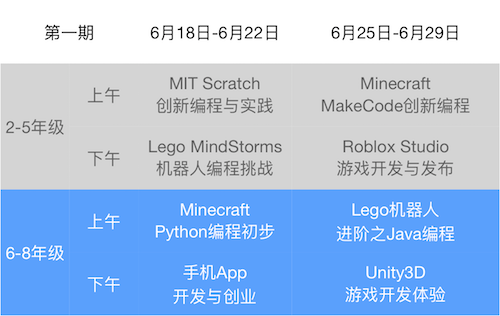 第一期 6月18日-6月22日 6月25日-6月29日
2-5年级
上午
MIT Scratch
创新编程与实践
Minecraft
MakeCode创新编程
下午
Lego MindStorms
机器人编程挑战
Roblox Studio
游戏开发与发布
6-8年级
上午
Minecraft
Python编程初步
Lego机器人
进阶之Java编程
下午
手机App
开发与创业
Unity3D
游戏开发体验